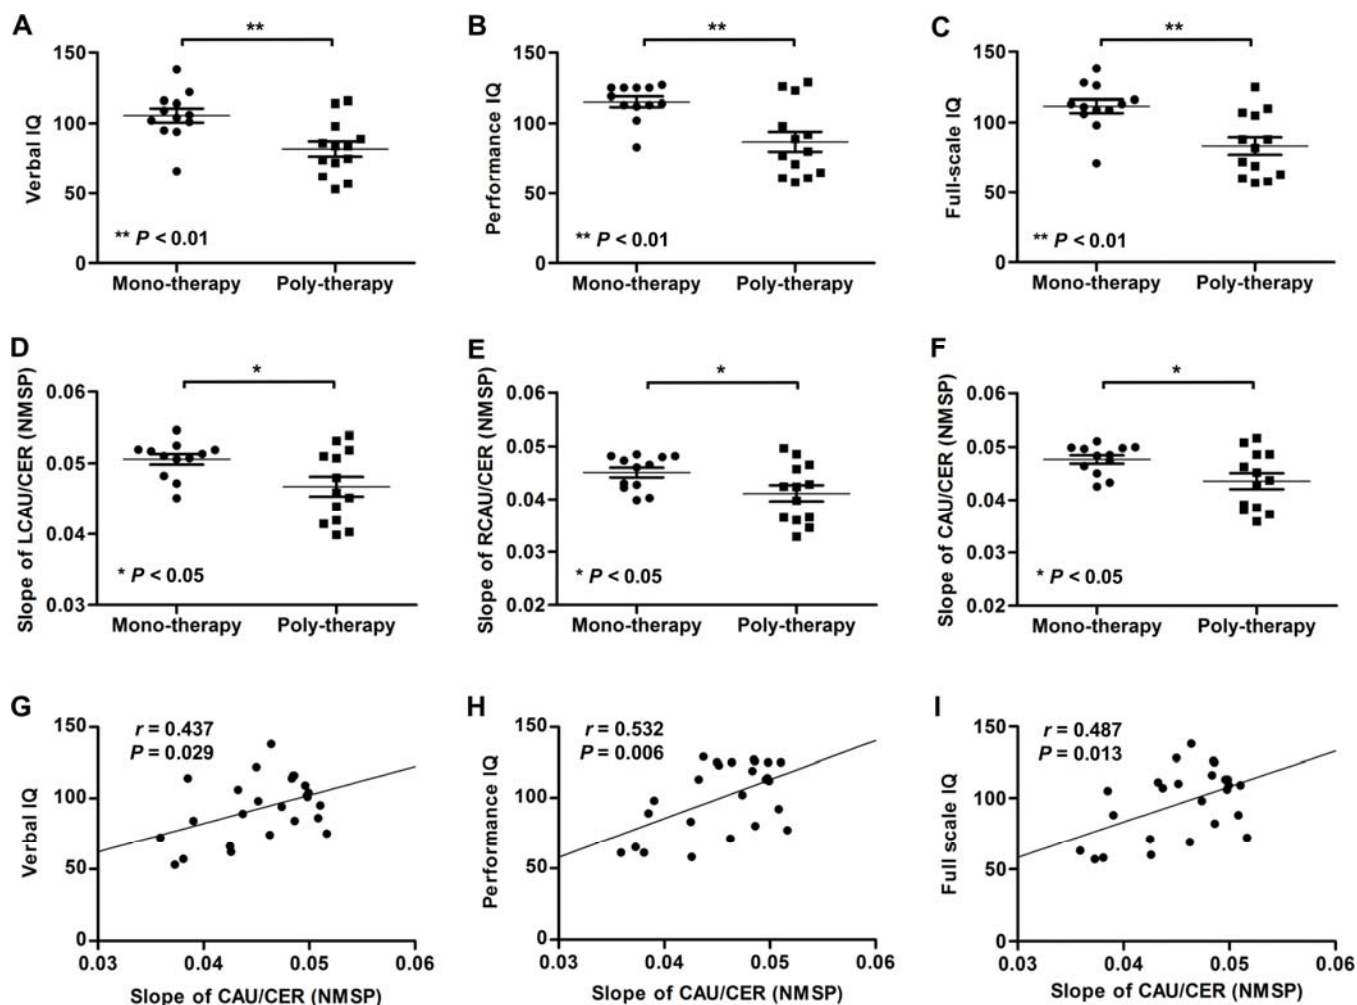 A
**
Verbal IQ
150
100
50
0
** P < 0.01
Mono-therapy Poly-therapy
B
**
Performance IQ
150
100
50
0
** P < 0.01
Mono-therapy Poly-therapy
C
**
Full-scale IQ
150
100
50
0
** P < 0.01
Mono-therapy Poly-therapy
D
*
Slope of LCAU/CER (NMSP)
0.06
0.05
0.04
0.03
* P < 0.05
Mono-therapy Poly-therapy
E
*
Slope of RCAU/CER (NMSP)
0.06
0.05
0.04
0.03
0.02
* P < 0.05
Mono-therapy Poly-therapy
F
*
Slope of CAU/CER (NMSP)
0.06
0.05
0.04
0.03
0.02
* P < 0.05
Mono-therapy Poly-therapy
G
Verbal IQ
150
100
50
0
r = 0.437
P = 0.029
0.03 0.04 0.05 0.06
Slope of CAU/CER (NMSP)
H
Performance IQ
150
100
50
0
r = 0.532
P = 0.006
0.03 0.04 0.05 0.06
Slope of CAU/CER (NMSP)
I
Full scale IQ
150
100
50
0
r = 0.487
P = 0.013
0.03 0.04 0.05 0.06
Slope of CAU/CER (NMSP)